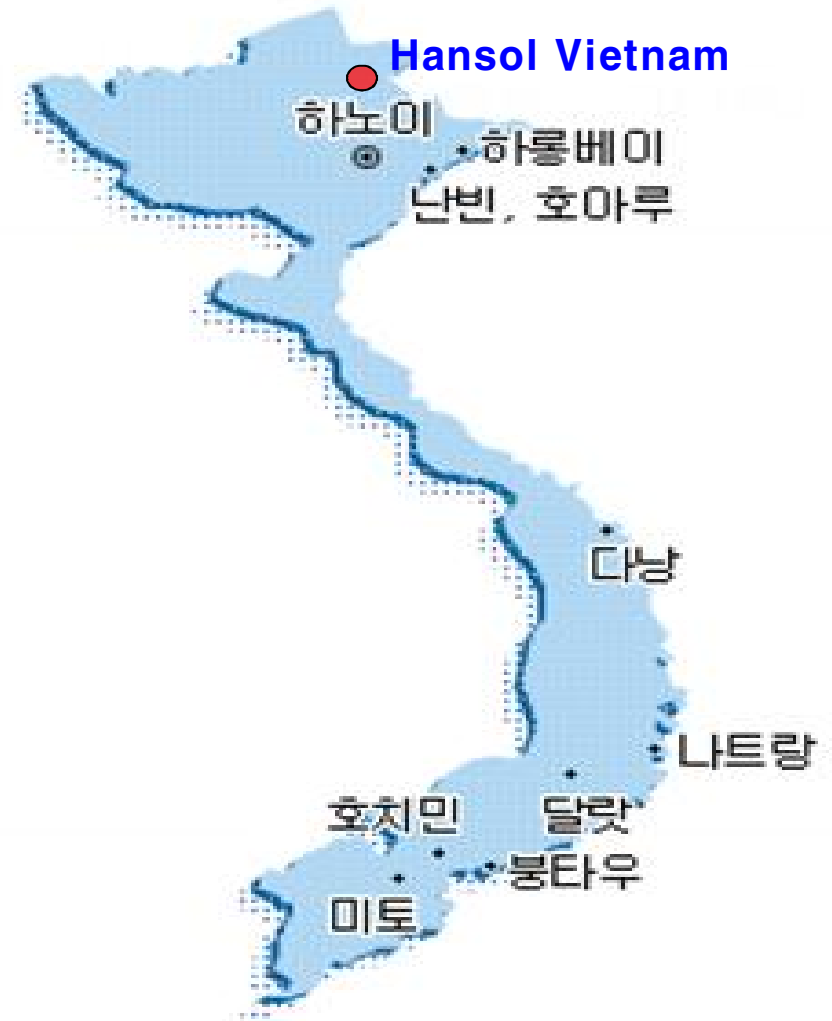 Hansol Vietnam
하노이
하롱베이
난빈, 호아루
다낭
나트랑
호치민
달랏
붕타우
미토